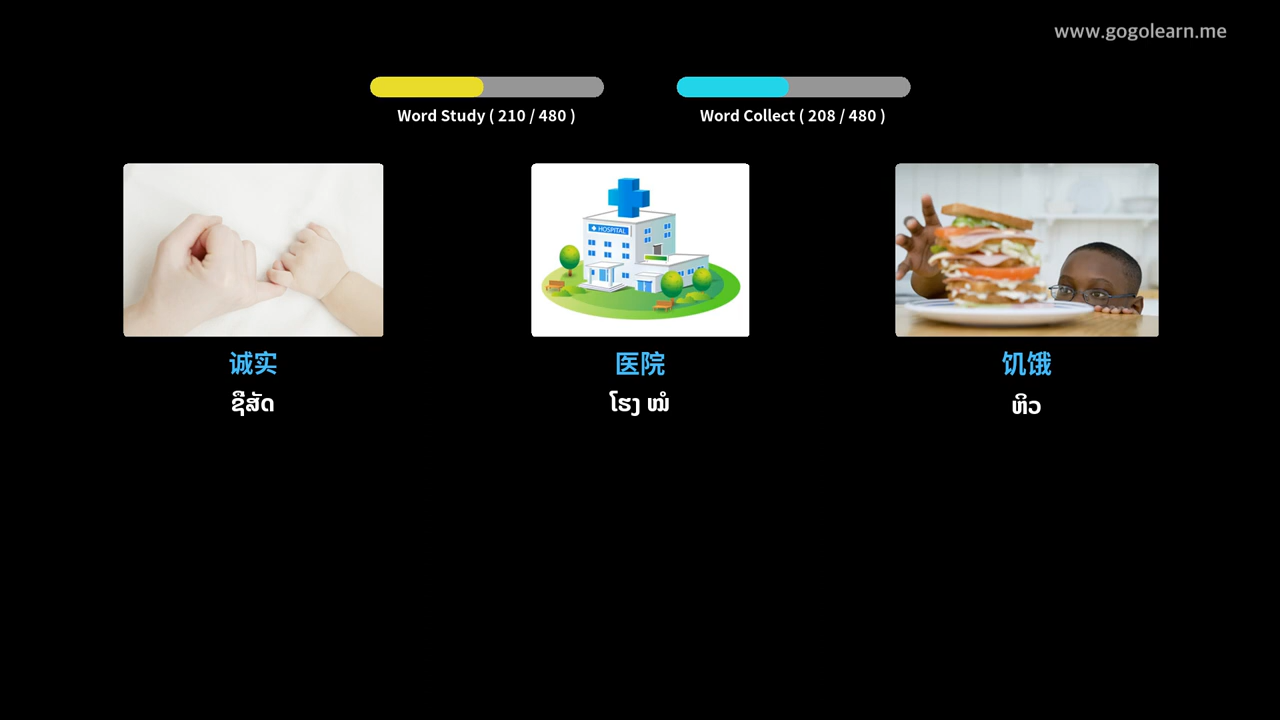 www.gogolearn.me
Word Study ( 210 / 480 )
Word Collect ( 208 / 480 )
HOSPITAL
诚实
医院
饥饿
ຊື່ສັດ
ໂຮງ ໝໍ
ຫິວ